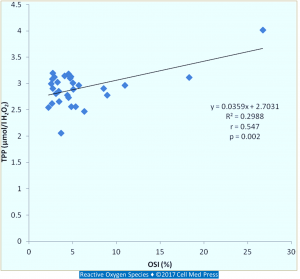 4.5
4
3.5
3
2.5
2
1.5
1
0.5
0
TPP (µmol/l H₂O₂)
y = 0.0359x + 2.7031
R² = 0.2988
r = 0.547
p = 0.002
0 5 10 15 20 25 30
OSI (%)
Reactive Oxygen Species ♦ ©2017 Cell Med Press